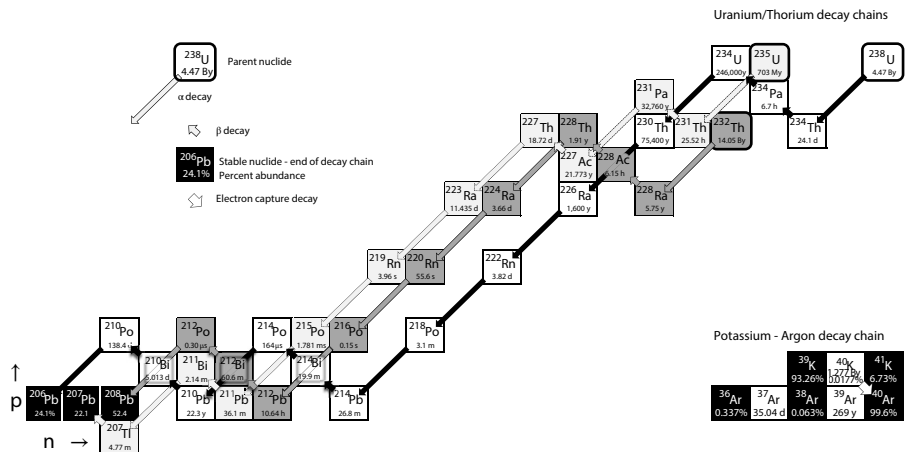 Uranium/Thorium decay chains
238U
4.47 By
Parent nuclide
α decay
β decay
206Pb
24.1%
Stable nuclide - end of decay chain
Percent abundance
Electron capture decay
234U
246,000y
235U
703 My
238U
4.47 By
231Pa
32,760 y
234Pa
6.7 h
227Th
18.72 d
228Th
1.91 y
230Th
75,400 y
231Th
25.52 h
232Th
14.05 By
234Th
24.1 d
227Ac
21.773 y
228Ac
6.15 h
223Ra
11.435 d
224Ra
3.66 d
226Ra
1,600 y
228Ra
5.75 y
219Rn
3.96 s
220Rn
55.6 s
222Rn
3.82 d
210Po
138.4
212Po
0.30 µs
214Po
164 µs
215Po
1.781 ms
216Po
0.15 s
218Po
3.1 m
210Bi
5.013 d
211Bi
2.14 m
212Bi
60.6 m
214Bi
19.9 m
206Pb
24.1%
207Pb
22.1
208Pb
52.4
210Pb
22.3 y
211Pb
36.1 m
212Pb
10.64 h
214Pb
26.8 m
207Tl
4.77 m
↑
p
n →
Potassium - Argon decay chain
39K
93.26%
40K
1.277 By
0.0177%
41K
6.73%
36Ar
0.337%
37Ar
35.04 d
38Ar
0.063%
39Ar
269 y
40Ar
99.6%